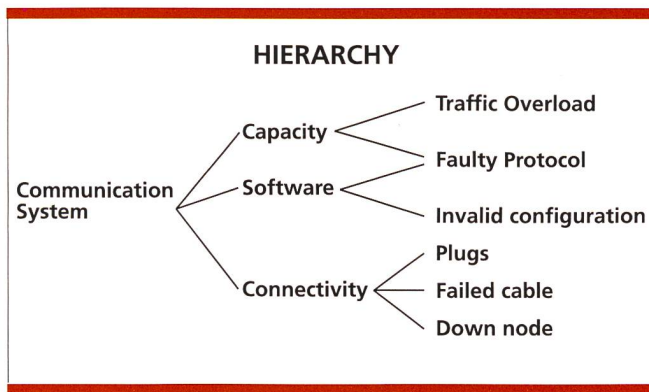 HIERARCHY
Traffic Overload
Capacity
Faulty Protocol
Communication
System
Software
Invalid configuration
Plugs
Connectivity
Failed cable
Down node